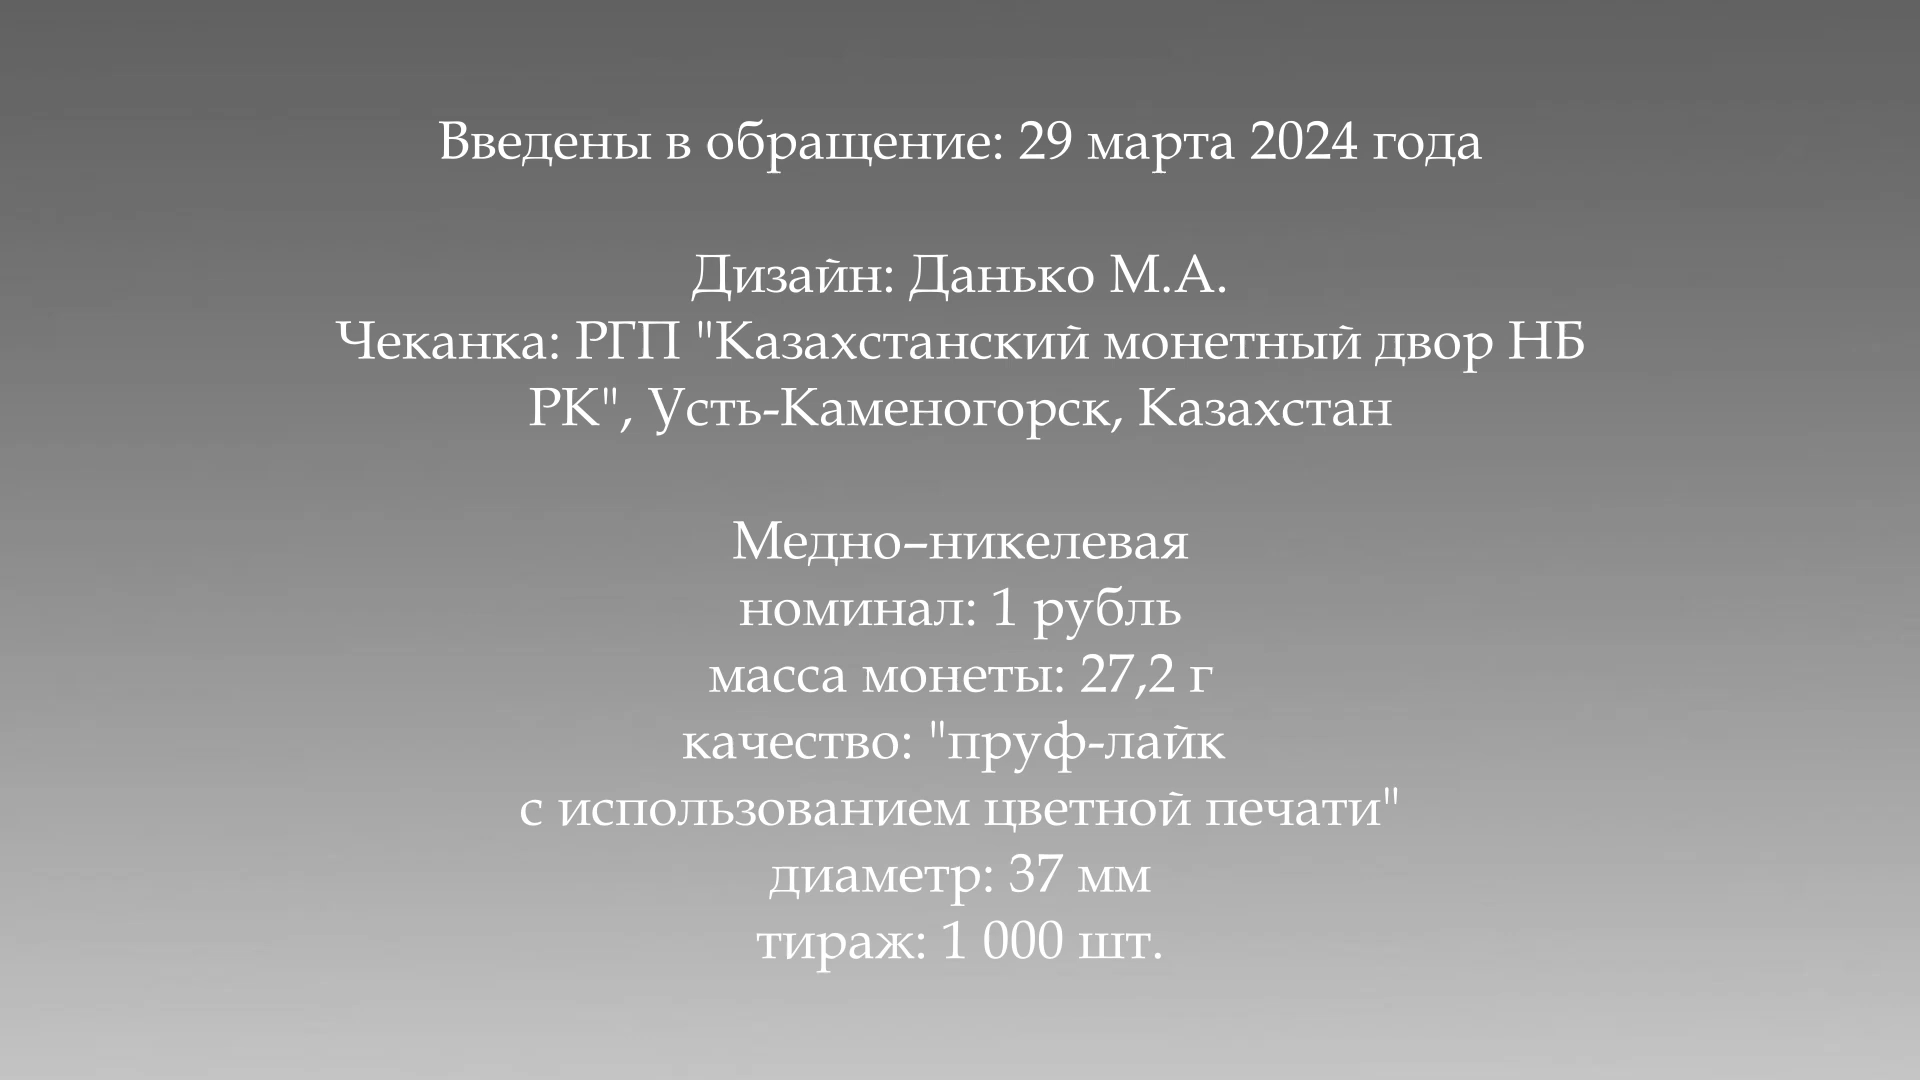 Введены в обращение: 29 марта 2024 года
Дизайн: Данько М.А.
Чеканка: РГП "Казахстанский монетный двор НБ
РК", Усть-Каменогорск, Казахстан
Медно–никелевая
номинал: 1 рубль
масса монеты: 27,2 г
качество: "пруф-лайк
с использованием цветной печати"
диаметр: 37 мм
тираж: 1 000 шт.